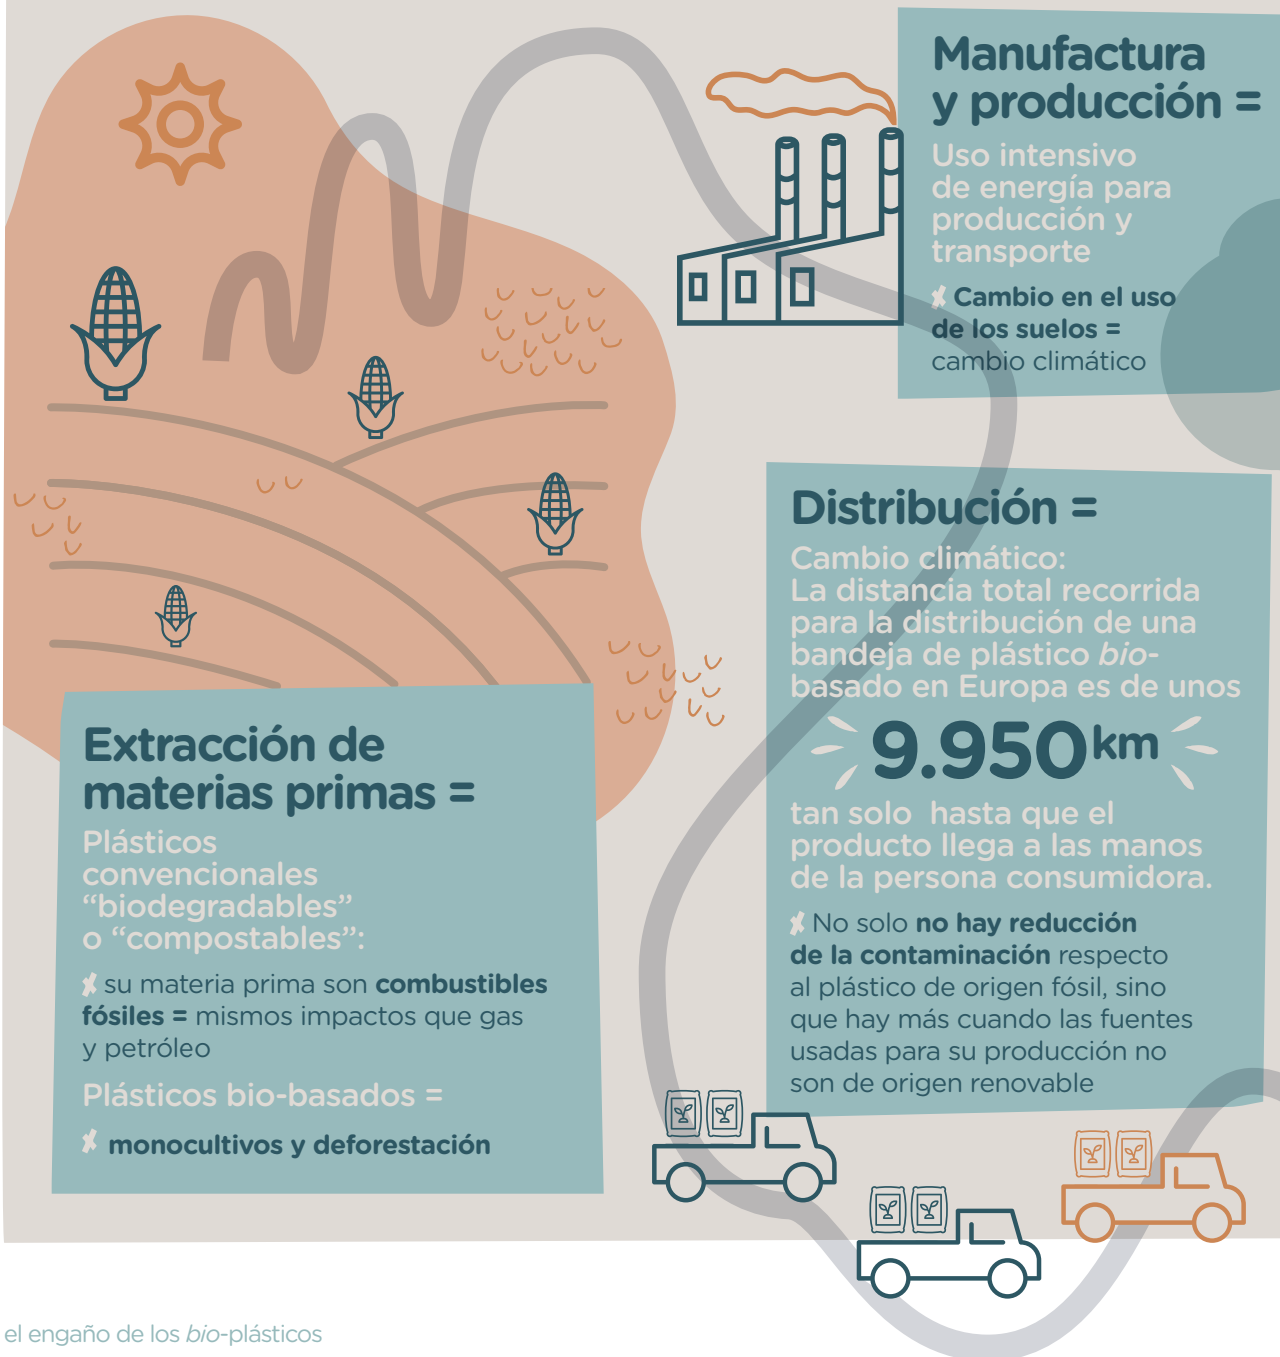 Extracción de
materias primas =
Plásticos
convencionales
“biodegradables”
o “compostables”:
su materia prima son combustibles
fósiles = mismos impactos que gas
y petróleo
Plásticos bio-basados =
monocultivos y deforestación
Manufactura
y producción =
Uso intensivo
de energía para
producción y
transporte
Cambio en el uso
de los suelos =
cambio climático
Distribución =
Cambio climático:
La distancia total recorrida
para la distribución de una
bandeja de plástico bio-
basado en Europa es de unos
9.950 km
tan solo hasta que el
producto llega a las manos
de la persona consumidora.
No solo no hay reducción
de la contaminación respecto
al plástico de origen fósil, sino
que hay más cuando las fuentes
usadas para su producción no
son de origen renovable
el engaño de los bio-plásticos